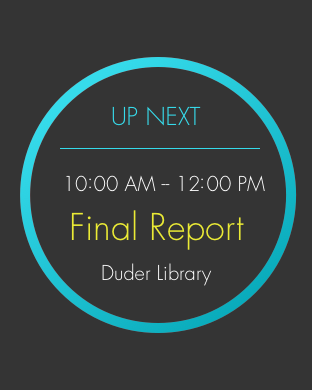 UP NEXT
10:00 AM – 12:00 PM
Final Report
Duder Library